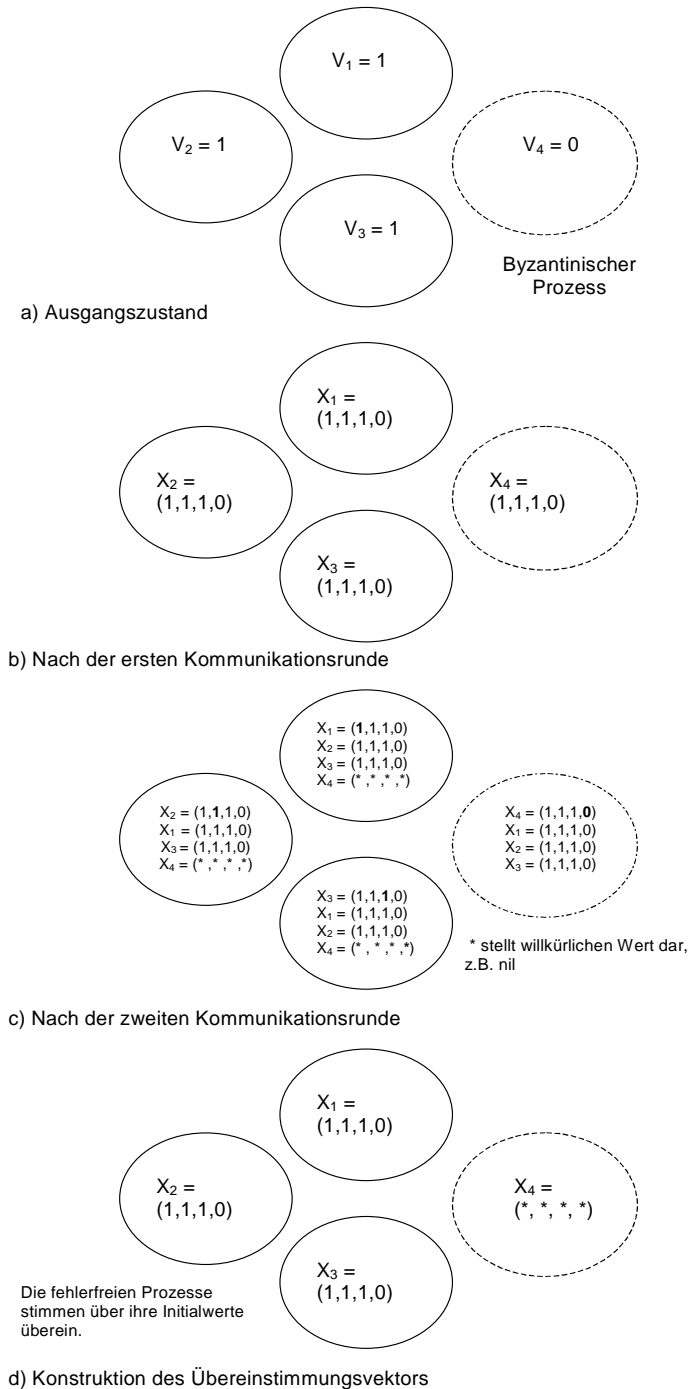 V₁ = 1
V₂ = 1
V₄ = 0
V₃ = 1
Byzantinischer
Prozess
a) Ausgangszustand
X₁ =
(1,1,1,0)
X₂ =
(1,1,1,0)
X₄ =
(1,1,1,0)
X₃ =
(1,1,1,0)
b) Nach der ersten Kommunikationsrunde
X₁ = (1,1,1,0)
X₂ = (1,1,1,0)
X₃ = (1,1,1,0)
X₄ = (* ,* ,* ,*)
X₂ = (1,1,1,0)
X₁ = (1,1,1,0)
X₃ = (1,1,1,0)
X₄ = (* ,* ,* ,*)
X₄ = (1,1,1,0)
X₁ = (1,1,1,0)
X₂ = (1,1,1,0)
X₃ = (1,1,1,0)
X₃ = (1,1,1,0)
X₁ = (1,1,1,0)
X₂ = (1,1,1,0)
X₄ = (* , * ,* ,*)
* stellt willkürlichen Wert dar,
z.B. nil
c) Nach der zweiten Kommunikationsrunde
X₁ =
(1,1,1,0)
X₂ =
(1,1,1,0)
X₄ =
(*, *, *, *)
X₃ =
(1,1,1,0)
Die fehlerfreien Prozesse
stimmen über ihre Initialwerte
überein.
d) Konstruktion des Übereinstimmungsvektors